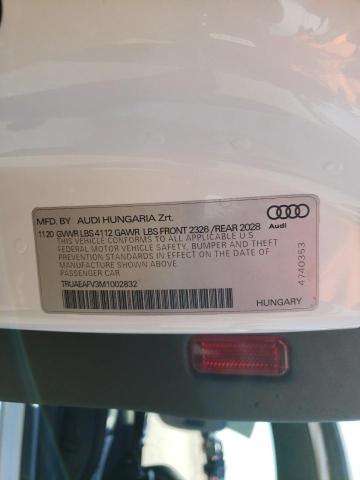 MFD. BY AUDI HUNGARIA Zrt.
11 20 GVWR LBS 4112 GAWR LBS FRONT 2326 /REAR 2028
THIS VEHICLE CONFORMS TO ALL APPLICABLE U.S.
FEDERAL MOTOR VEHICLE SAFETY, BUMPER AND THEFT
PREVENTION STANDARDS IN EFFECT ON THE DATE OF
MANUFACTURE SHOWN ABOVE.
PASSENGER CAR
TRUAEAFV3M1002832
Audi
4740353
HUNGARY